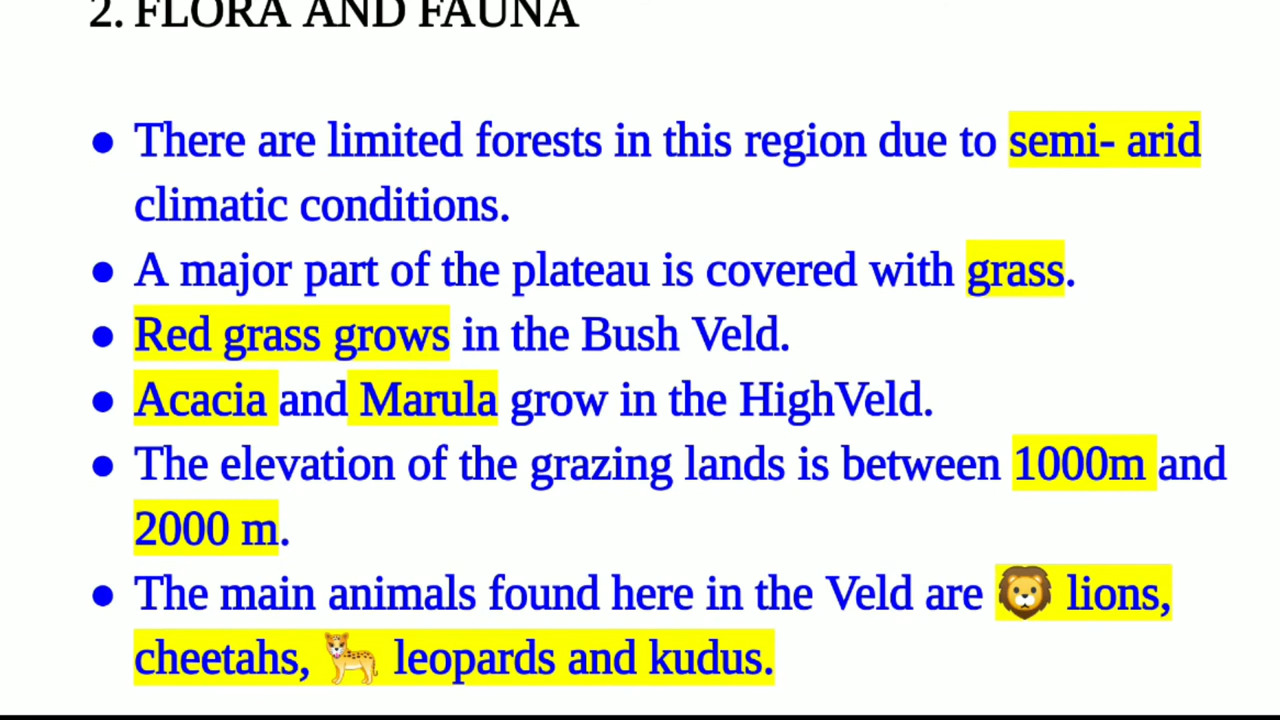 2. FLORA AND FAUNA
● There are limited forests in this region due to semi- arid
climatic conditions.
● A major part of the plateau is covered with grass.
● Red grass grows in the Bush Veld.
● Acacia and Marula grow in the HighVeld.
● The elevation of the grazing lands is between 1000m and
2000 m.
● The main animals found here in the Veld are 🦁 lions,
cheetahs, 🐆 leopards and kudus.